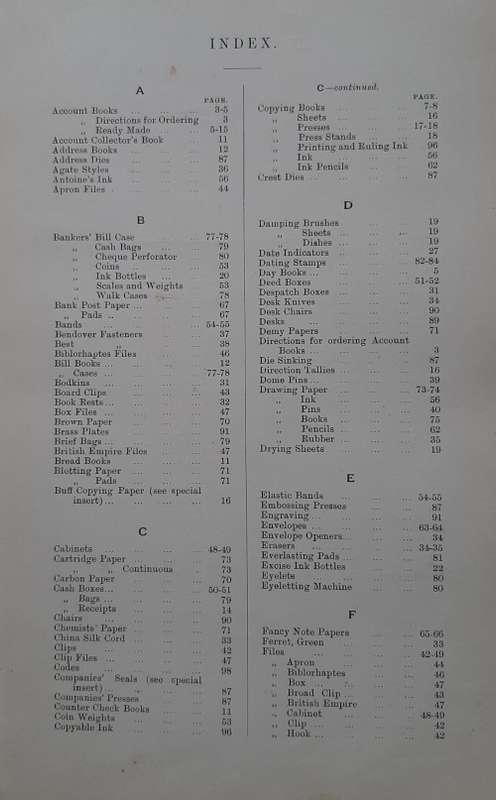 INDEX.
A
PAGE.
Account Books ... ... ... 3-5
„ Directions for Ordering 3
„ Ready Made ... ... 5-15
Account Collector's Book ... 11
Address Books ... ... ... 12
Address Dies ... ... ... 87
Agate Styles ... ... ... 36
Antoine's Ink ... ... ... 56
Apron Files ... ... ... 44
B
Bankers' Bill Case ... ... 77-78
„ Cash Bags ... ... 79
„ Cheque Perforator ... 80
„ Coins ... ... ... 53
„ Ink Bottles ... ... 20
„ Scales and Weights 53
„ Walk Cases ... ... 78
Bank Post Paper ... ... ... 67
„ Pads ... ... ... 67
Bands ... ... ... 54-55
Bendover Fasteners ... ... 37
Best „ ... ... 38
Biblorhaptes Files ... ... 46
Bill Books ... ... ... 12
„ Cases ... ... ... 77-78
Bodkins ... ... ... 31
Board Clips ... ... ... 43
Book Rests ... ... ... 32
Box Files ... ... ... 47
Brown Paper ... ... ... 70
Brass Plates ... ... ... 91
Brief Bags ... ... ... 79
British Empire Files ... ... 47
Bread Books ... ... ... 11
Blotting Paper ... ... ... 71
„ Pads ... ... ... 71
Buff Copying Paper (see special
insert) ... ... ... ... 16
C
Cabinets ... ... ... 48-49
Cartridge Paper ... ... ... 73
„ „ Continuous ... 73
Carbon Paper ... ... ... 70
Cash Boxes... ... ... ... 50-51
„ Bags ... ... ... ... 79
„ Receipts ... ... ... 14
Chairs ... ... ... 90
Chemists' Paper ... ... ... 71
China Silk Cord ... ... ... 33
Clips ... ... ... 42
Clip Files ... ... ... 47
Codes ... ... ... 98
Companies' Seals (see special
insert) ... ... ... 87
Companies' Presses ... ... 87
Counter Check Books ... ... 11
Coin Weights ... ... ... 53
Copyable Ink ... ... ... 96
C—continued.
PAGE.
Copying Books ... ... ... 7-8
„ Sheets ... ... ... 16
„ Presses ... ... ... 17-18
„ Press Stands ... ... 18
„ Printing and Ruling Ink 96
„ Ink ... ... ... 56
„ Ink Pencils ... ... 62
Crest Dies ... ... ... ... 87
D
Damping Brushes ... ... 19
„ Sheets ... ... ... 19
„ Dishes ... ... ... 19
Date Indicators ... ... ... 27
Dating Stamps ... ... ... 82-84
Day Books ... ... ... ... 5
Deed Boxes ... ... ... 51-52
Despatch Boxes ... ... ... 31
Desk Knives ... ... ... 34
Desk Chairs ... ... ... 90
Desks ... ... ... 89
Demy Papers ... ... ... 71
Directions for ordering Account
Books ... ... ... ... 3
Die Sinking ... ... ... 87
Direction Tallies ... ... ... 16
Dome Pins ... ... ... ... 39
Drawing Paper ... ... ... 73-74
„ Ink ... ... ... 56
„ Pins ... ... ... 40
„ Books ... ... ... 75
„ Pencils ... ... ... 62
„ Rubber ... ... ... 35
Drying Sheets ... ... ... 19
E
Elastic Bands ... ... ... 54-55
Embossing Presses ... ... 87
Engraving ... ... ... ... 91
Envelopes ... ... ... ... 63-64
Envelope Openers... ... ... 34
Erasers ... ... ... 34-35
Everlasting Pads ... ... ... 81
Excise Ink Bottles ... ... 22
Eyelets ... ... ... 80
Eyeletting Machine ... ... 80
F
Fancy Note Papers ... ... 65-66
Ferret, Green ... ... ... 33
Files ... ... ... 42-49
„ Apron ... ... ... 44
„ Biblorhaptes ... ... 46
„ Box ... ... ... ... 47
„ Broad Clip ... ... ... 43
„ British Empire ... ... 47
„ Cabinet ... ... ... 48-49
„ Clip ... ... ... ... 42
„ Hook ... ... ... ... 42